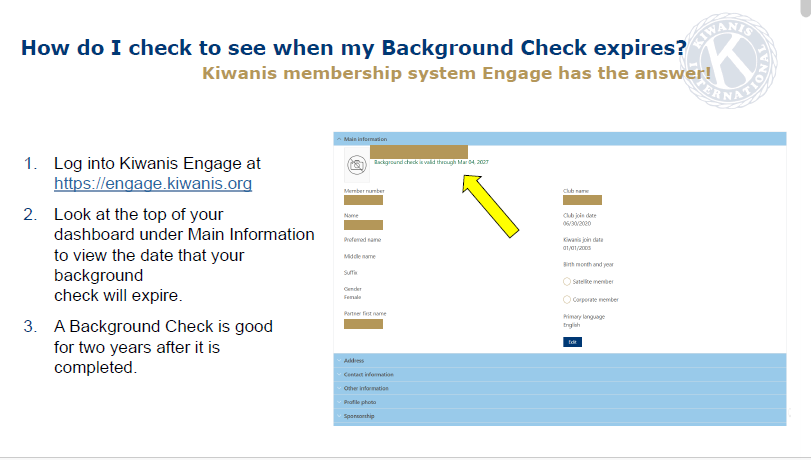 How do I check to see when my Background Check expires?
Kiwanis membership system Engage has the answer!
KIWANIS
INTERNATIONAL
K
1. Log into Kiwanis Engage at
https://engage.kiwanis.org
2. Look at the top of your
dashboard under Main Information
to view the date that your
background
check will expire.
3. A Background Check is good
for two years after it is
completed.
Main information
Background check is valid through Mar 04, 2027
Member number
Name
Preferred name
Middle name
Suffix
Gender
Female
Partner first name
Club name
Club join date
06/30/2020
Kiwanis join date
01/01/2005
Birth month and year
Satellite member
Corporate member
Primary language
English
Edit
Address
Contact information
Other information
Profile photo
Sponsorship